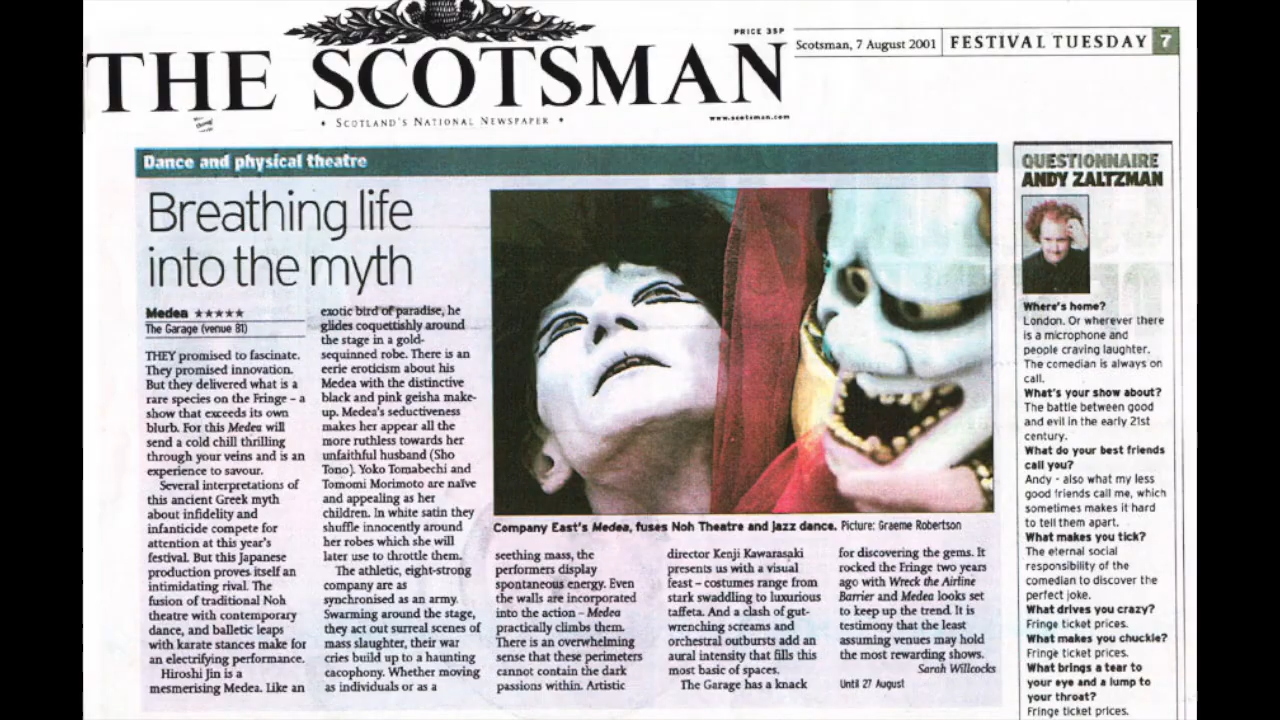 PRICE 35P
THE SCOTSMAN
Scotsman, 7 August 2001
FESTIVAL TUESDAY 7
• SCOTLAND'S NATIONAL NEWSPAPER •
www.scotsman.com
Dance and physical theatre
Breathing life
into the myth
Medea ★★★★★
The Garage (venue 81)
THEY promised to fascinate.
They promised innovation.
But they delivered what is a
rare species on the Fringe – a
show that exceeds its own
blurb. For this Medea will
send a cold chill thrilling
through your veins and is an
experience to savour.
Several interpretations of
this ancient Greek myth
about infidelity and
infanticide compete for
attention at this year's
festival. But this Japanese
production proves itself an
intimidating rival. The
fusion of traditional Noh
theatre with contemporary
dance, and balletic leaps
with karate stances make for
an electrifying performance.
Hiroshi Jin is a
mesmerising Medea. Like an
exotic bird of paradise, he
glides coquettishly around
the stage in a gold-
sequinned robe. There is an
eerie eroticism about his
Medea with the distinctive
black and pink geisha make-
up. Medea's seductiveness
makes her appear all the
more ruthless towards her
unfaithful husband (Sho
Tono). Yoko Tomabechi and
Tomomi Morimoto are naïve
and appealing as her
children. In white satin they
shuffle innocently around
her robes which she will
later use to throttle them.
The athletic, eight-strong
company are as
synchronised as an army.
Swarming around the stage,
they act out surreal scenes of
mass slaughter, their war
cries build up to a haunting
cacophony. Whether moving
as individuals or as a
Company East's Medea, fuses Noh Theatre and jazz dance. Picture: Graeme Robertson
seething mass, the
performers display
spontaneous energy. Even
the walls are incorporated
into the action – Medea
practically climbs them.
There is an overwhelming
sense that these perimeters
cannot contain the dark
passions within. Artistic
director Kenji Kawarasaki
presents us with a visual
feast – costumes range from
stark swaddling to luxurious
taffeta. And a clash of gut-
wrenching screams and
orchestral outbursts add an
aural intensity that fills this
most basic of spaces.
The Garage has a knack
for discovering the gems. It
rocked the Fringe two years
ago with Wreck the Airline
Barrier and Medea looks set
to keep up the trend. It is
testimony that the least
assuming venues may hold
the most rewarding shows.
Sarah Willcocks
Until 27 August
QUESTIONNAIRE
ANDY ZALTZMAN
Where's home?
London. Or wherever there
is a microphone and
people craving laughter.
The comedian is always on
call.
What's your show about?
The battle between good
and evil in the early 21st
century.
What do your best friends
call you?
Andy - also what my less
good friends call me, which
sometimes makes it hard
to tell them apart.
What makes you tick?
The eternal social
responsibility of the
comedian to discover the
perfect joke.
What drives you crazy?
Fringe ticket prices.
What makes you chuckle?
Fringe ticket prices.
What brings a tear to
your eye and a lump to
your throat?
Fringe ticket prices.